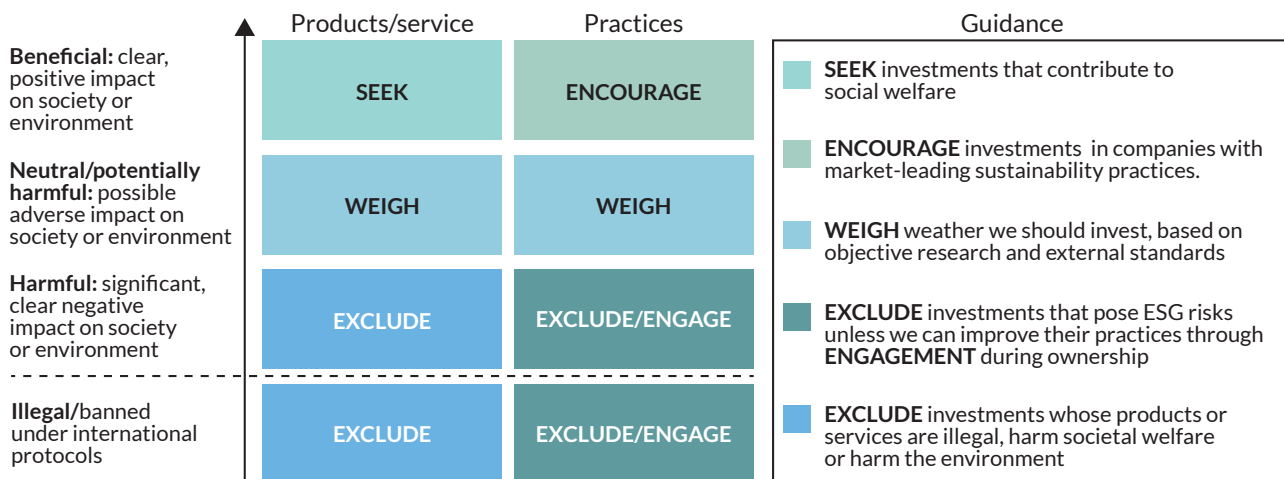 Products/service
Practices
Guidance
Beneficial: clear,
positive impact
on society or
environment
SEEK
ENCOURAGE
Neutral/potentially
harmful: possible
adverse impact on
society or environment
WEIGH
WEIGH
Harmful: significant,
clear negative
impact on society
or environment
EXCLUDE
EXCLUDE/ENGAGE
Illegal/banned
under international
protocols
EXCLUDE
EXCLUDE/ENGAGE
SEEK investments that contribute to
social welfare
ENCOURAGE investments in companies with
market-leading sustainability practices.
WEIGH weather we should invest, based on
objective research and external standards
EXCLUDE investments that pose ESG risks
unless we can improve their practices through
ENGAGEMENT during ownership
EXCLUDE investments whose products or
services are illegal, harm societal welfare
or harm the environment